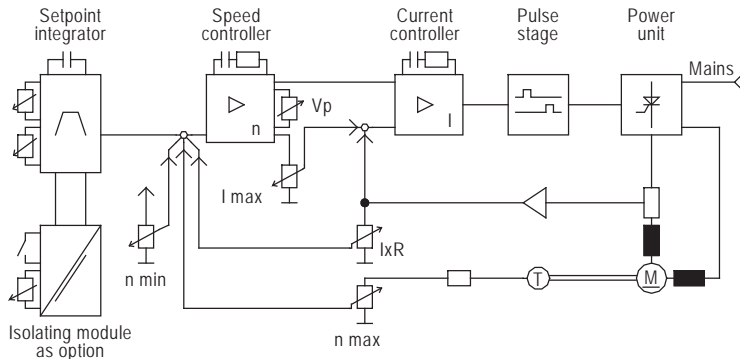 Setpoint
integrator
Speed
controller
Current
controller
Pulse
stage
Power
unit
Mains
Vp
n
I
I max
IxR
n min
T
M
n max
Isolating module
as option